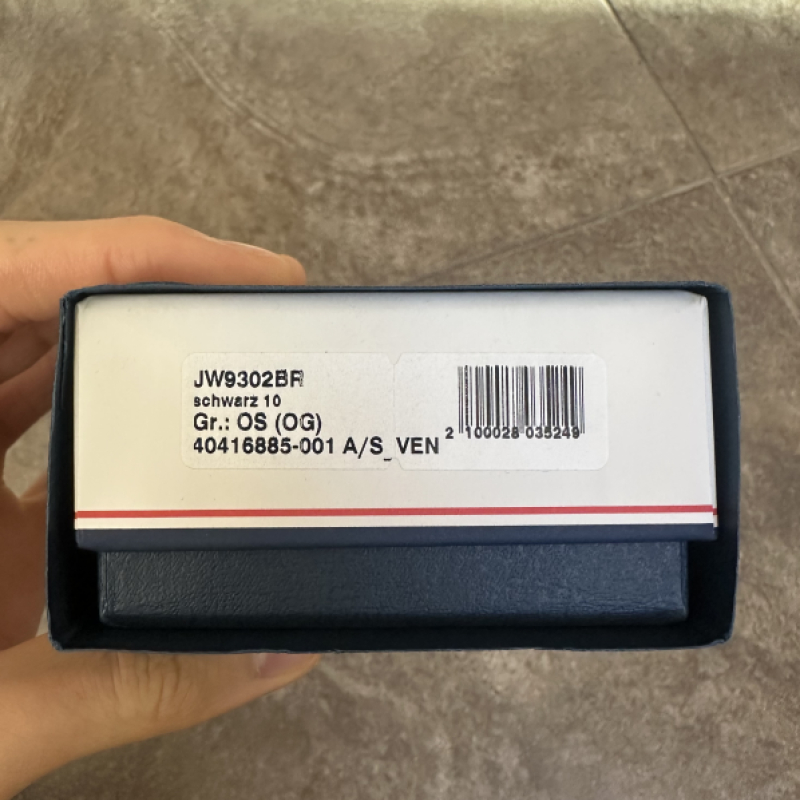 JW9302BR
schwarz 10
Gr.: OS (OG)
40416885-001 A/S_VEN
2 100028 035249